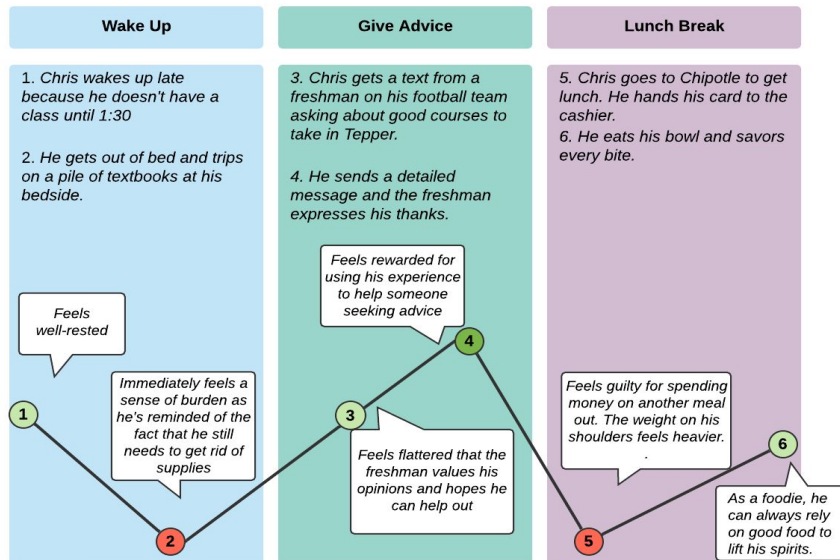 Wake Up
Give Advice
Lunch Break
1. Chris wakes up late
because he doesn't have a
class until 1:30
2. He gets out of bed and trips
on a pile of textbooks at his
bedside.
3. Chris gets a text from a
freshman on his football team
asking about good courses to
take in Tepper.
4. He sends a detailed
message and the freshman
expresses his thanks.
5. Chris goes to Chipotle to get
lunch. He hands his card to the
cashier.
6. He eats his bowl and savors
every bite.
Feels
well-rested
1
Immediately feels a
sense of burden as
he's reminded of the
fact that he still
needs to get rid of
supplies
2
Feels rewarded for
using his experience
to help someone
seeking advice
4
3
Feels flattered that the
freshman values his
opinions and hopes he
can help out
Feels guilty for spending
money on another meal
out. The weight on his
shoulders feels heavier.
.
5
6
As a foodie, he
can always rely
on good food to
lift his spirits.